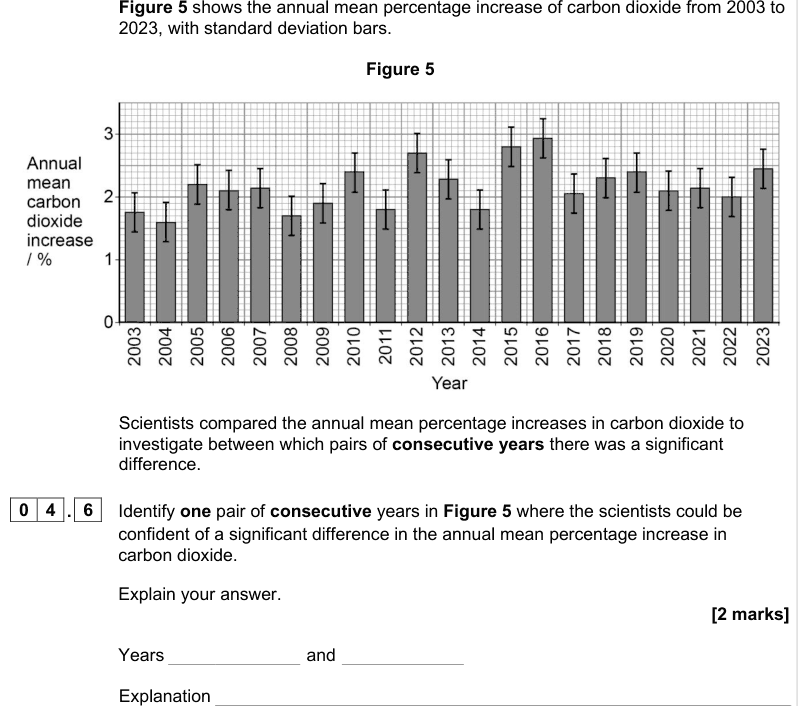 Figure 5 shows the annual mean percentage increase of carbon dioxide from 2003 to
2023, with standard deviation bars.
Figure 5
Annual
mean
carbon
dioxide
increase
/ %
3
2
1
0
2003 2004 2005 2006 2007 2008 2009 2010 2011 2012 2013 2014 2015 2016 2017 2018 2019 2020 2021 2022 2023
Year
Scientists compared the annual mean percentage increases in carbon dioxide to
investigate between which pairs of consecutive years there was a significant
difference.
0 4 . 6 Identify one pair of consecutive years in Figure 5 where the scientists could be
confident of a significant difference in the annual mean percentage increase in
carbon dioxide.
Explain your answer.
[2 marks]
Years and
Explanation